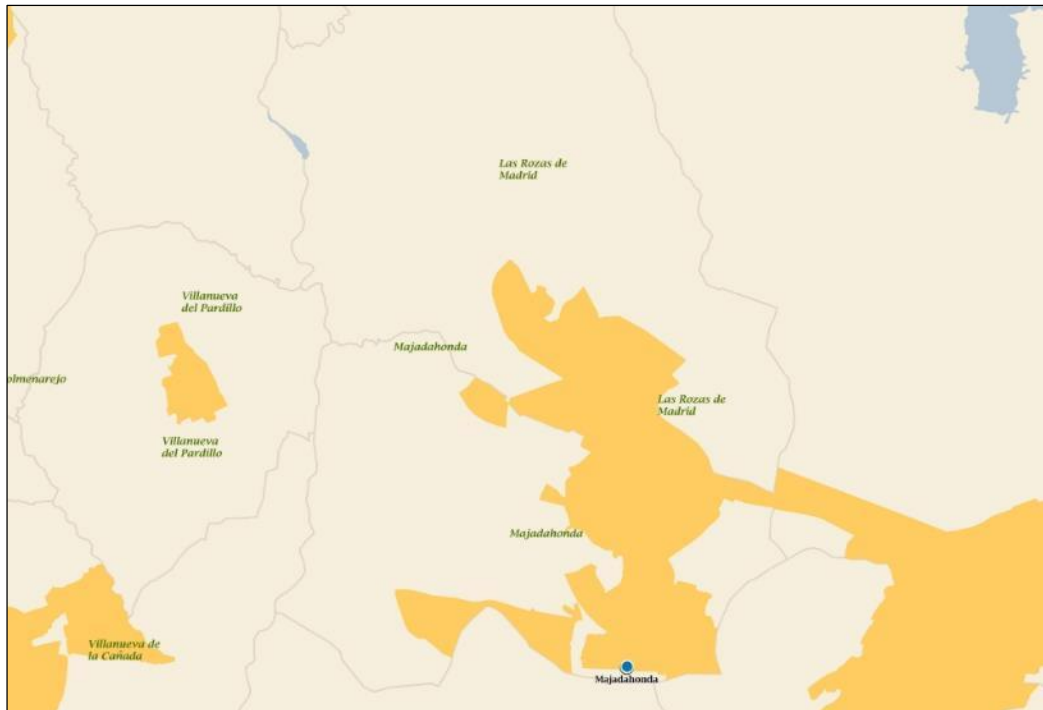 Las Rozas de
Madrid
Villanueva
del Pardillo
Majadahonda
olmenarejo
Las Rozas de
Madrid
Villanueva
del Pardillo
Majadahonda
Villanueva de
la Cañada
Majadahonda